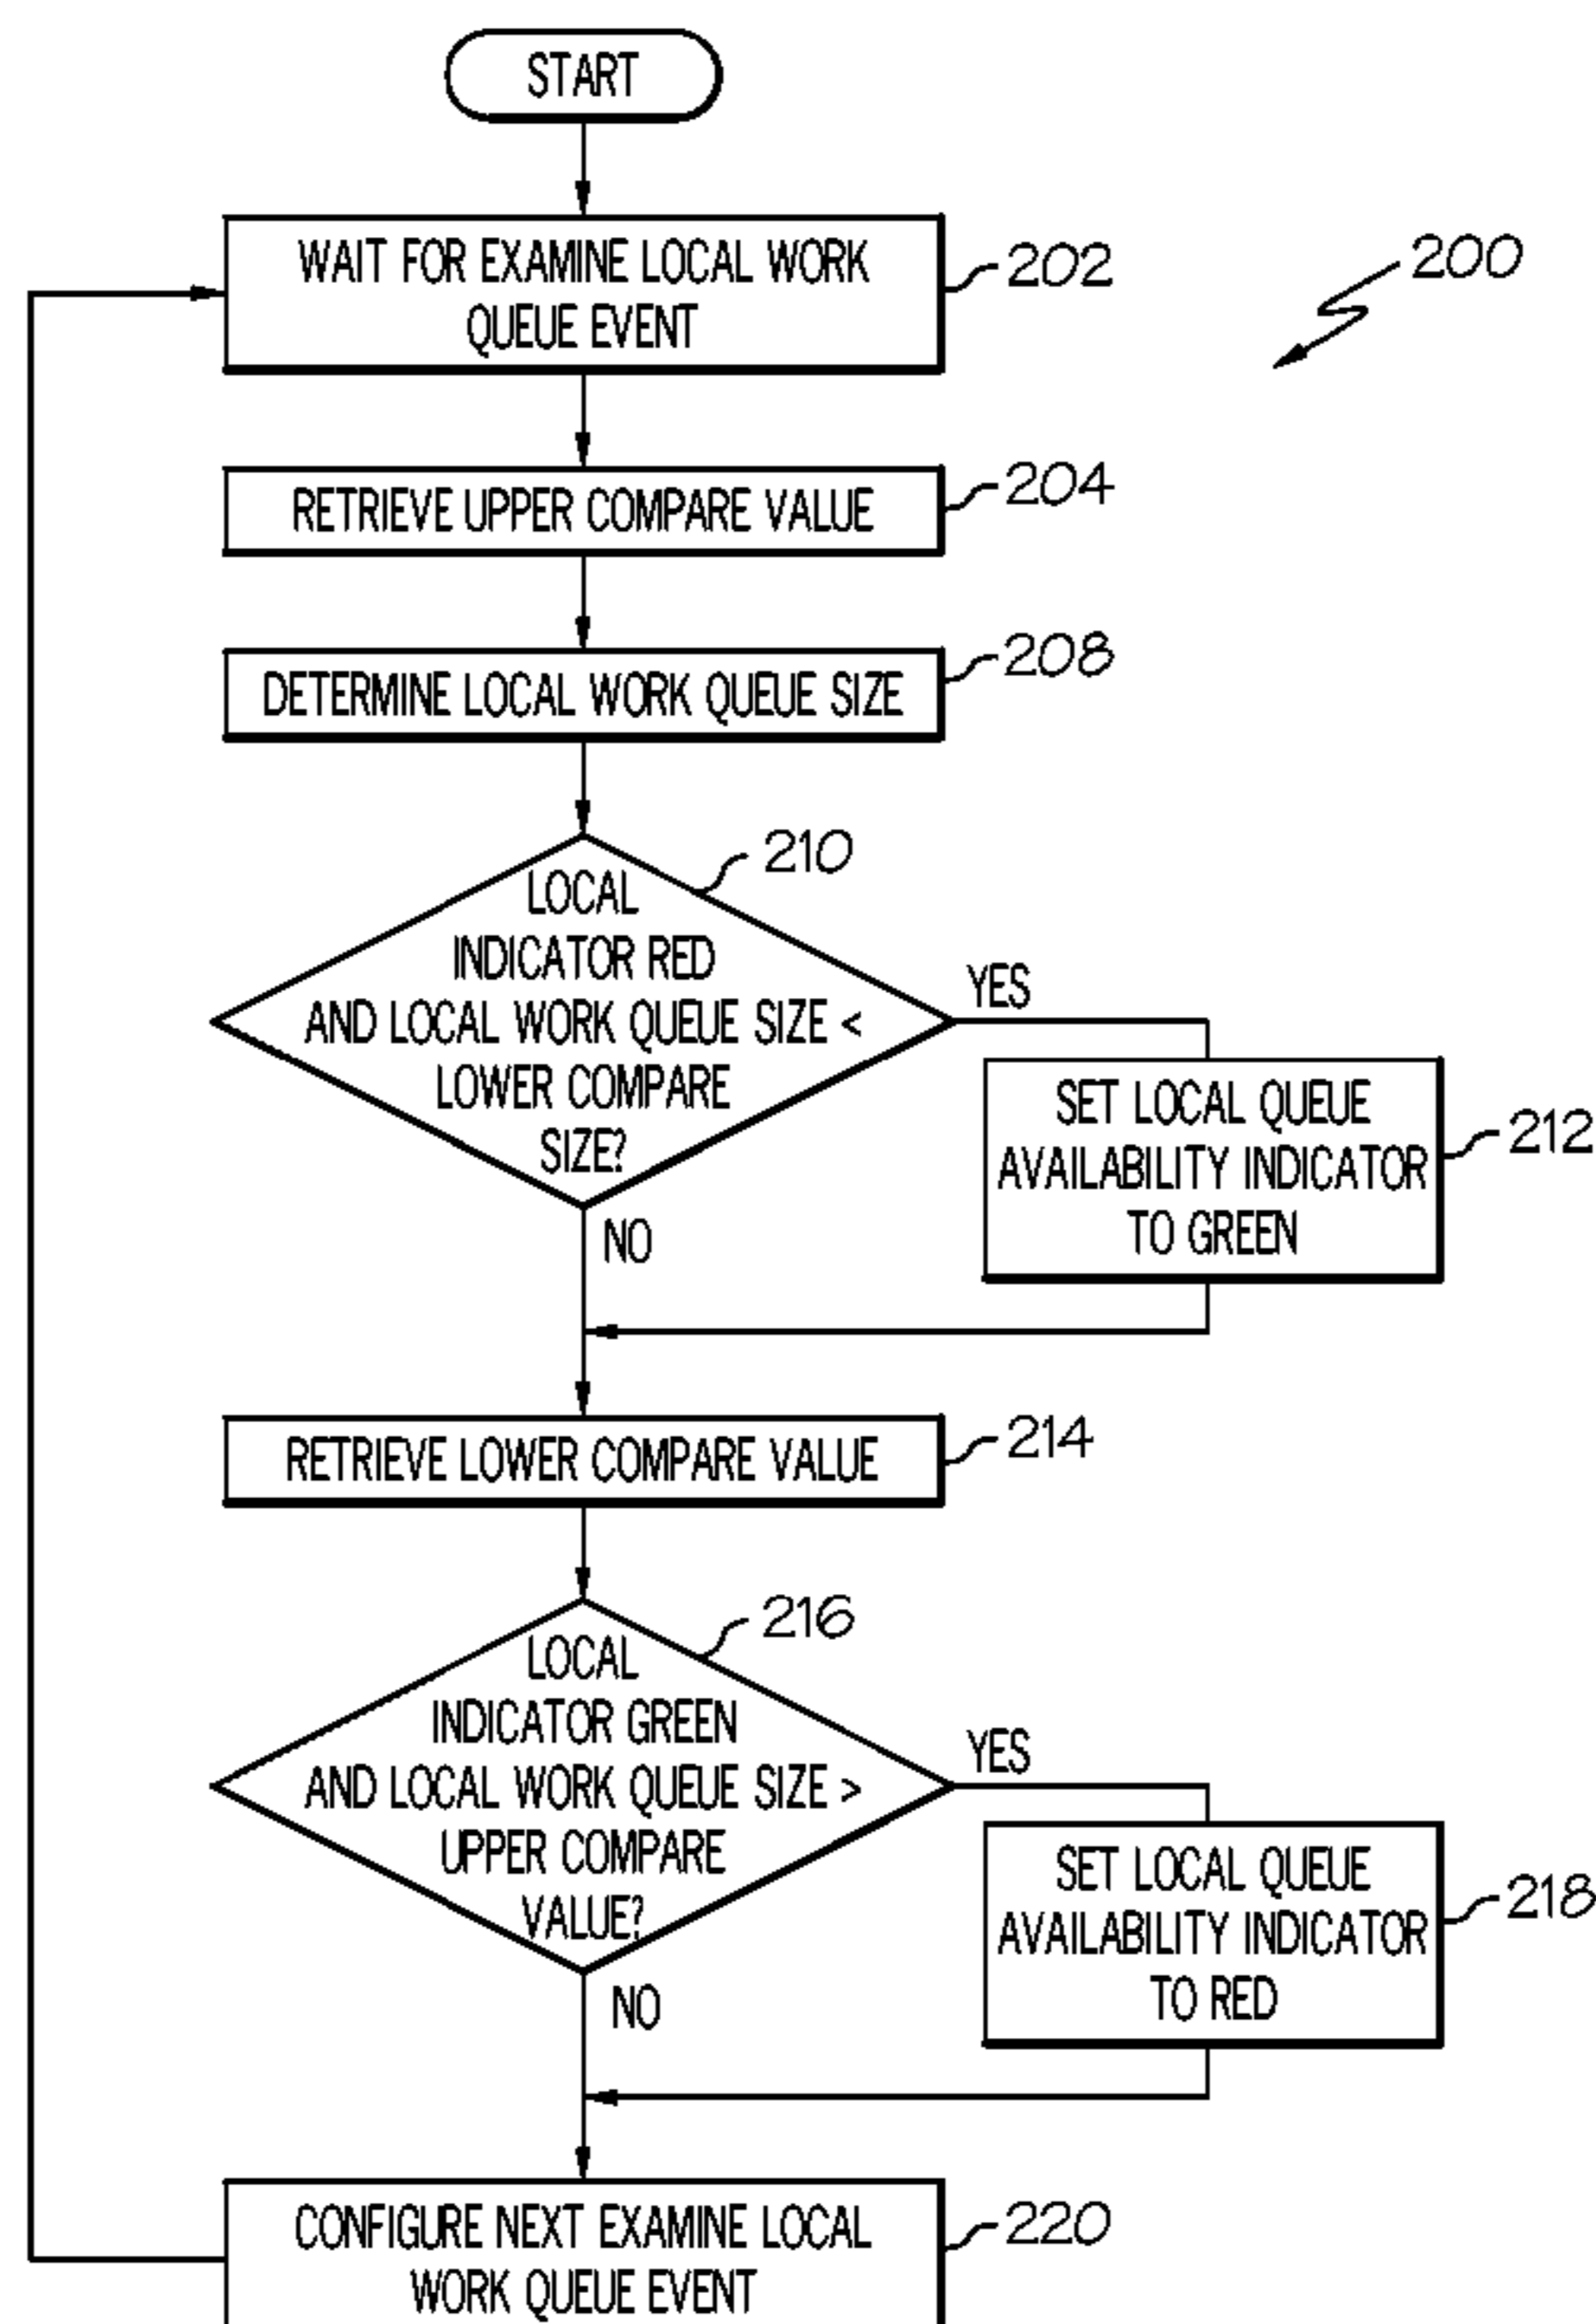 START
WAIT FOR EXAMINE LOCAL WORK
QUEUE EVENT
202
200
RETRIEVE UPPER COMPARE VALUE
204
DETERMINE LOCAL WORK QUEUE SIZE
208
210
LOCAL
INDICATOR RED
AND LOCAL WORK QUEUE SIZE <
LOWER COMPARE
SIZE?
YES
NO
SET LOCAL QUEUE
AVAILABILITY INDICATOR
TO GREEN
212
RETRIEVE LOWER COMPARE VALUE
214
216
LOCAL
INDICATOR GREEN
AND LOCAL WORK QUEUE SIZE >
UPPER COMPARE
VALUE?
YES
NO
SET LOCAL QUEUE
AVAILABILITY INDICATOR
TO RED
218
CONFIGURE NEXT EXAMINE LOCAL
WORK QUEUE EVENT
220